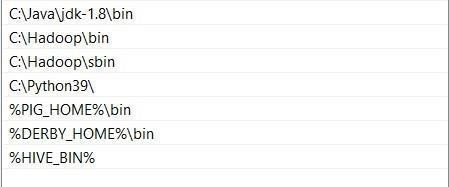 C:\Java\jdk-1.8\bin
C:\Hadoop\bin
C:\Hadoop\sbin
C:\Python39\
%PIG_HOME%\bin
%DERBY_HOME%\bin
%HIVE_BIN%